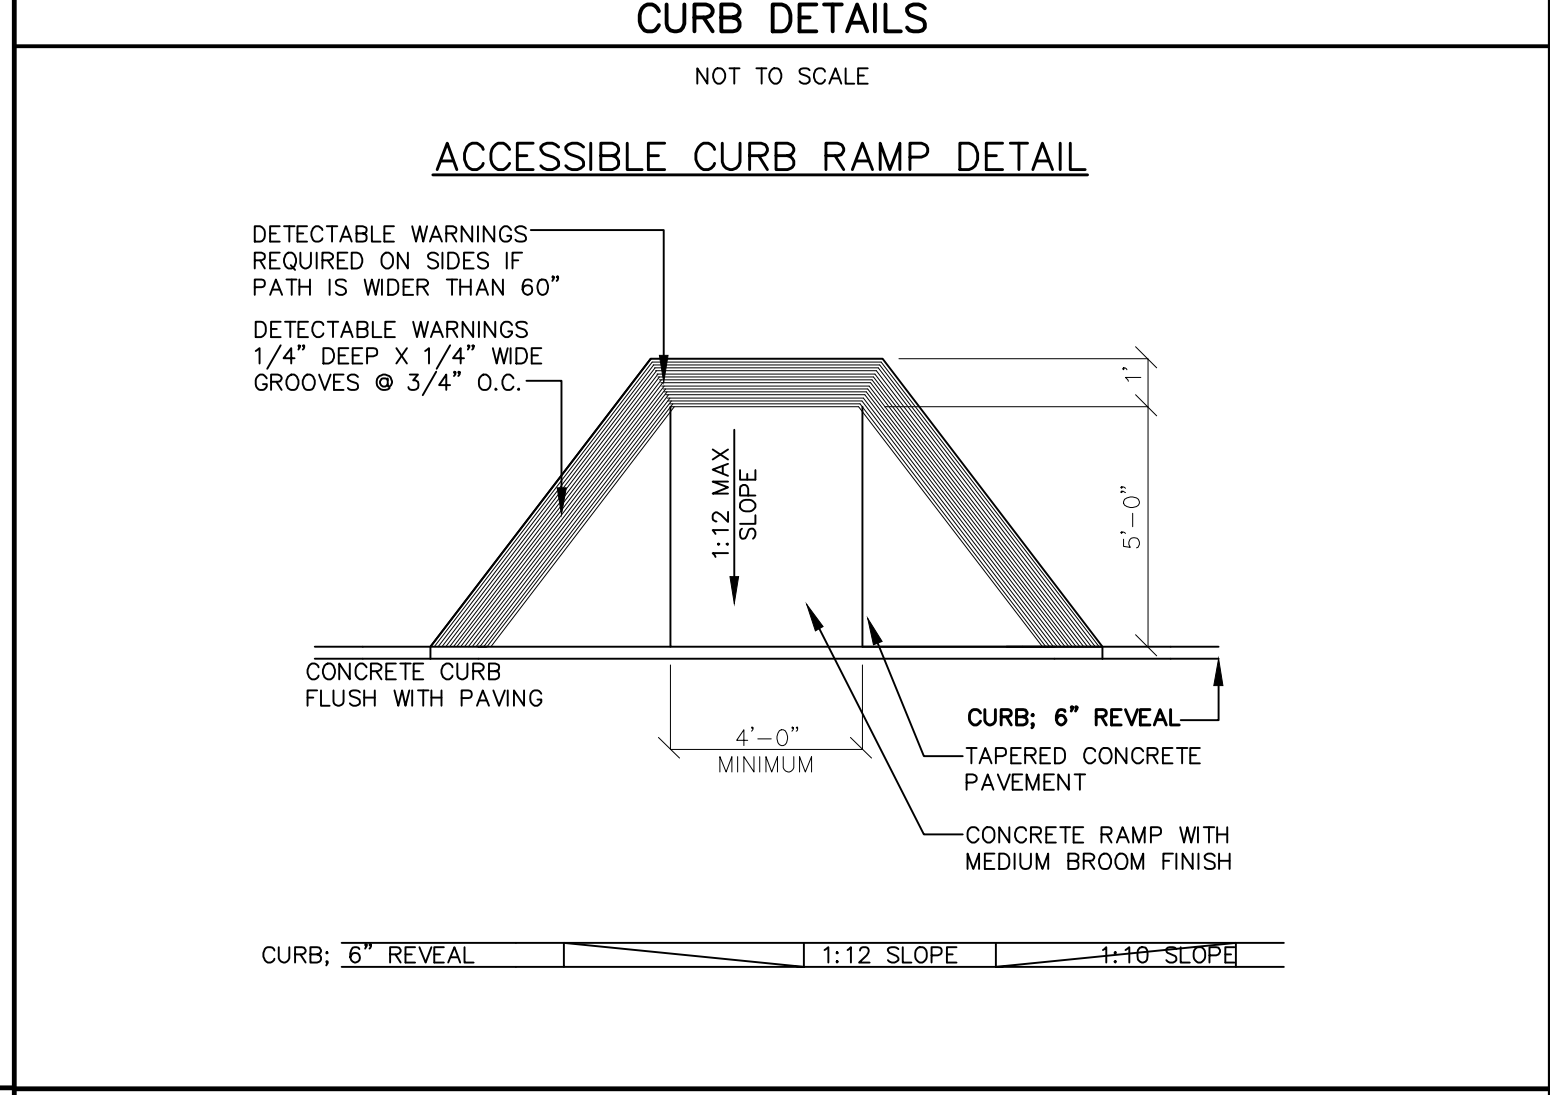 CURB DETAILS
NOT TO SCALE
ACCESSIBLE CURB RAMP DETAIL
DETECTABLE WARNINGS
REQUIRED ON SIDES IF
PATH IS WIDER THAN 60"
DETECTABLE WARNINGS
1/4" DEEP X 1/4" WIDE
GROOVES @ 3/4" O.C.
1'
1:12 MAX
SLOPE
5'-0"
CONCRETE CURB
FLUSH WITH PAVING
4'-0"
MINIMUM
CURB; 6" REVEAL
TAPERED CONCRETE
PAVEMENT
CONCRETE RAMP WITH
MEDIUM BROOM FINISH
CURB; 6" REVEAL
1:12 SLOPE
1:10 SLOPE